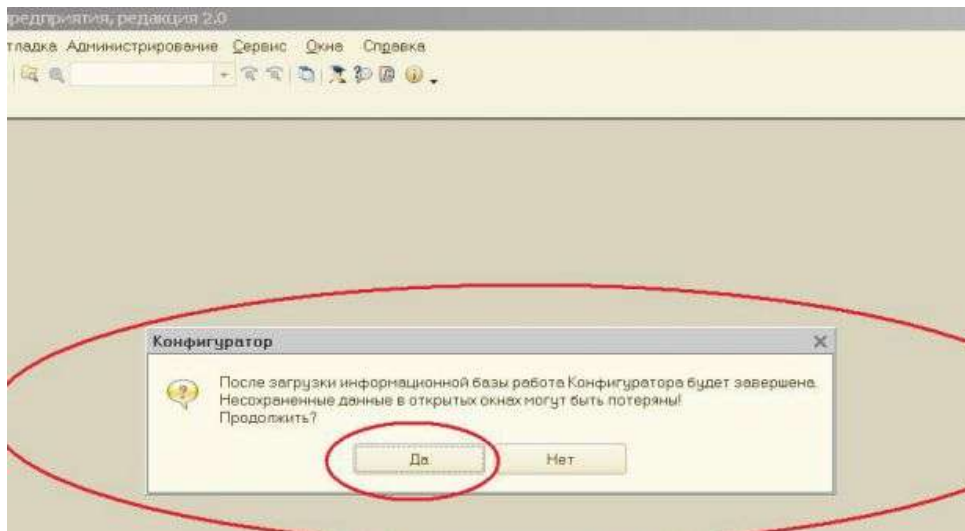 предприятия, редакция 2.0
тладка Администрирование Сервис Окна Справка
Конфигуратор
После загрузки информационной базы работа Конфигуратора будет завершена.
Несохраненные данные в открытых окнах могут быть потеряны!
Продолжить?
Да Нет